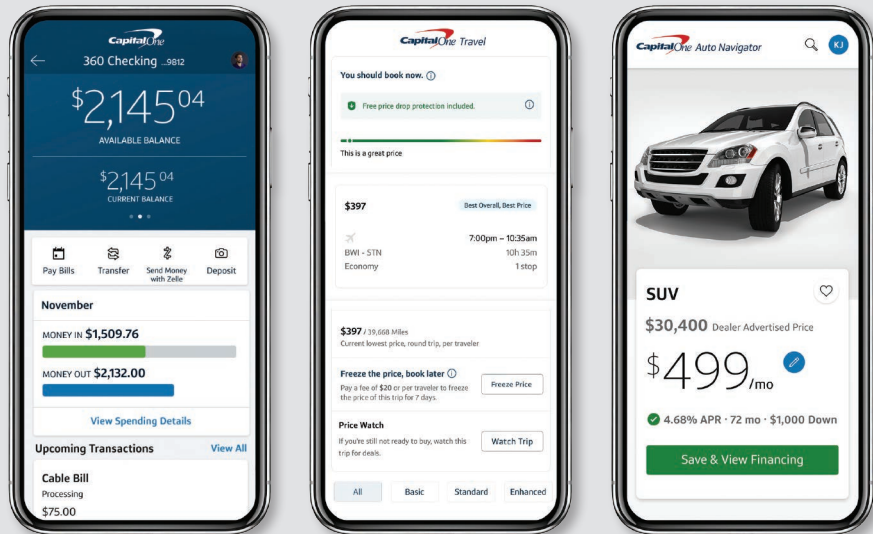 CapitalOne
360 Checking ...9812
$2,145 04
AVAILABLE BALANCE
$2,145 04
CURRENT BALANCE
Pay Bills
Transfer
Send Money
with Zelle
Deposit
November
MONEY IN $1,509.76
MONEY OUT $2,132.00
View Spending Details
Upcoming Transactions View All
Cable Bill
Processing
$75.00
CapitalOne Travel
You should book now.
Free price drop protection included.
This is a great price
$397 Best Overall, Best Price
7:00pm – 10:35am
BWI - STN 10h 35m
Economy 1 stop
$397 / 39,668 Miles
Current lowest price, round trip, per traveler
Freeze the price, book later
Pay a fee of $20 or per traveler to freeze
the price of this trip for 7 days.
Freeze Price
Price Watch
If you're still not ready to buy, watch this
trip for deals.
Watch Trip
All Basic Standard Enhanced
CapitalOne Auto Navigator
KJ
SUV
$30,400 Dealer Advertised Price
$499/mo
4.68% APR · 72 mo · $1,000 Down
Save & View Financing